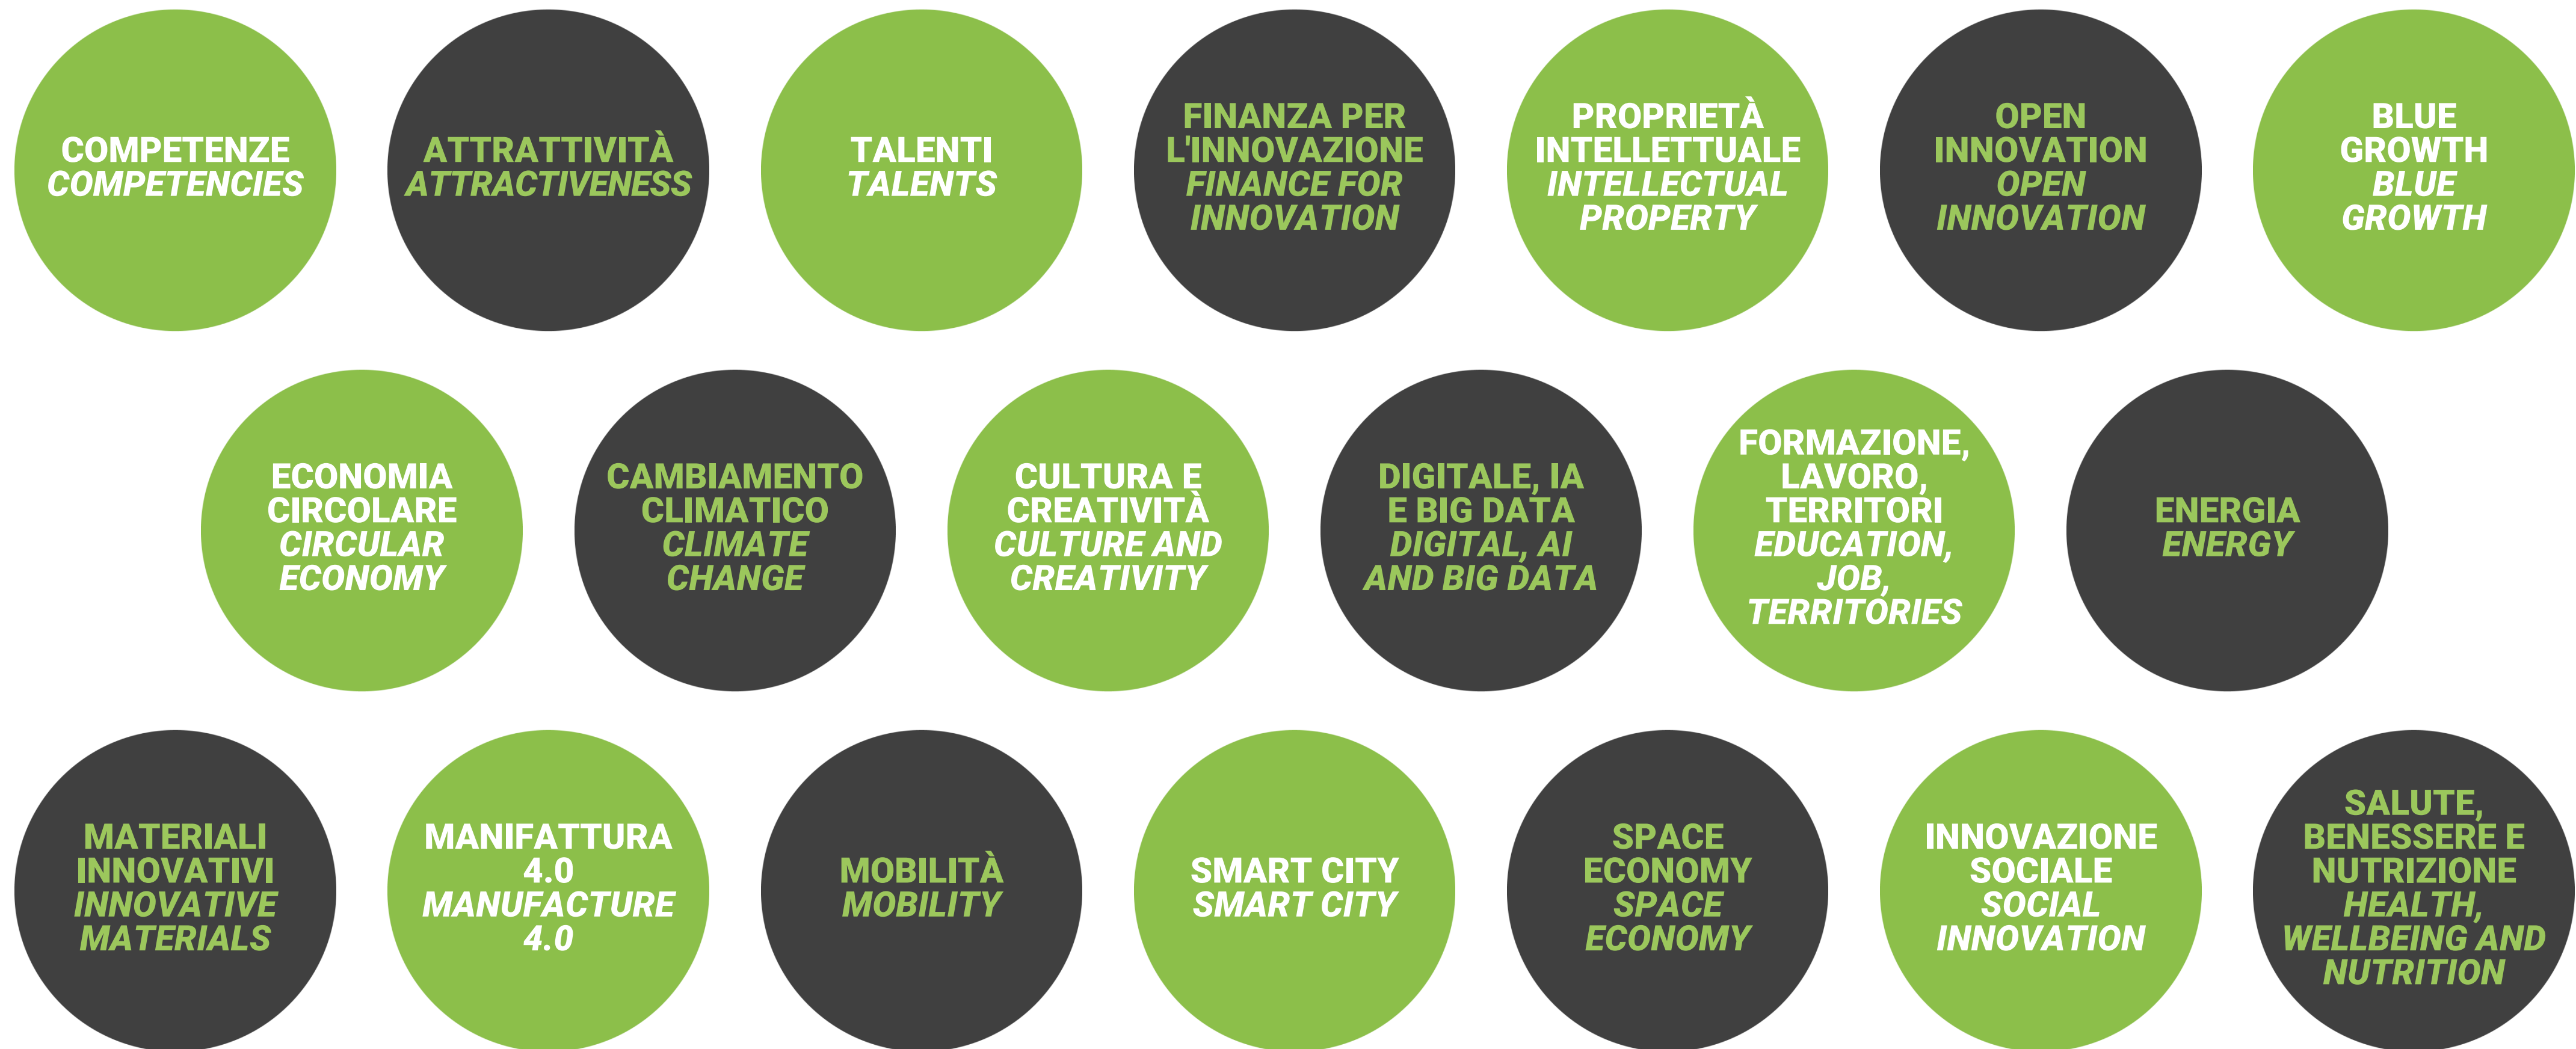 COMPETENZE
COMPETENCIES
ATTRATTIVITÀ
ATTRACTIVENESS
TALENTI
TALENTS
FINANZA PER
L'INNOVAZIONE
FINANCE FOR
INNOVATION
PROPRIETÀ
INTELLETTUALE
INTELLECTUAL
PROPERTY
OPEN
INNOVATION
OPEN
INNOVATION
BLUE
GROWTH
BLUE
GROWTH
ECONOMIA
CIRCOLARE
CIRCULAR
ECONOMY
CAMBIAMENTO
CLIMATICO
CLIMATE
CHANGE
CULTURA E
CREATIVITÀ
CULTURE AND
CREATIVITY
DIGITALE, IA
E BIG DATA
DIGITAL, AI
AND BIG DATA
FORMAZIONE,
LAVORO,
TERRITORI
EDUCATION,
JOB,
TERRITORIES
ENERGIA
ENERGY
MATERIALI
INNOVATIVI
INNOVATIVE
MATERIALS
MANIFATTURA
4.0
MANUFACTURE
4.0
MOBILITÀ
MOBILITY
SMART CITY
SMART CITY
SPACE
ECONOMY
SPACE
ECONOMY
INNOVAZIONE
SOCIALE
SOCIAL
INNOVATION
SALUTE,
BENESSERE E
NUTRIZIONE
HEALTH,
WELLBEING AND
NUTRITION